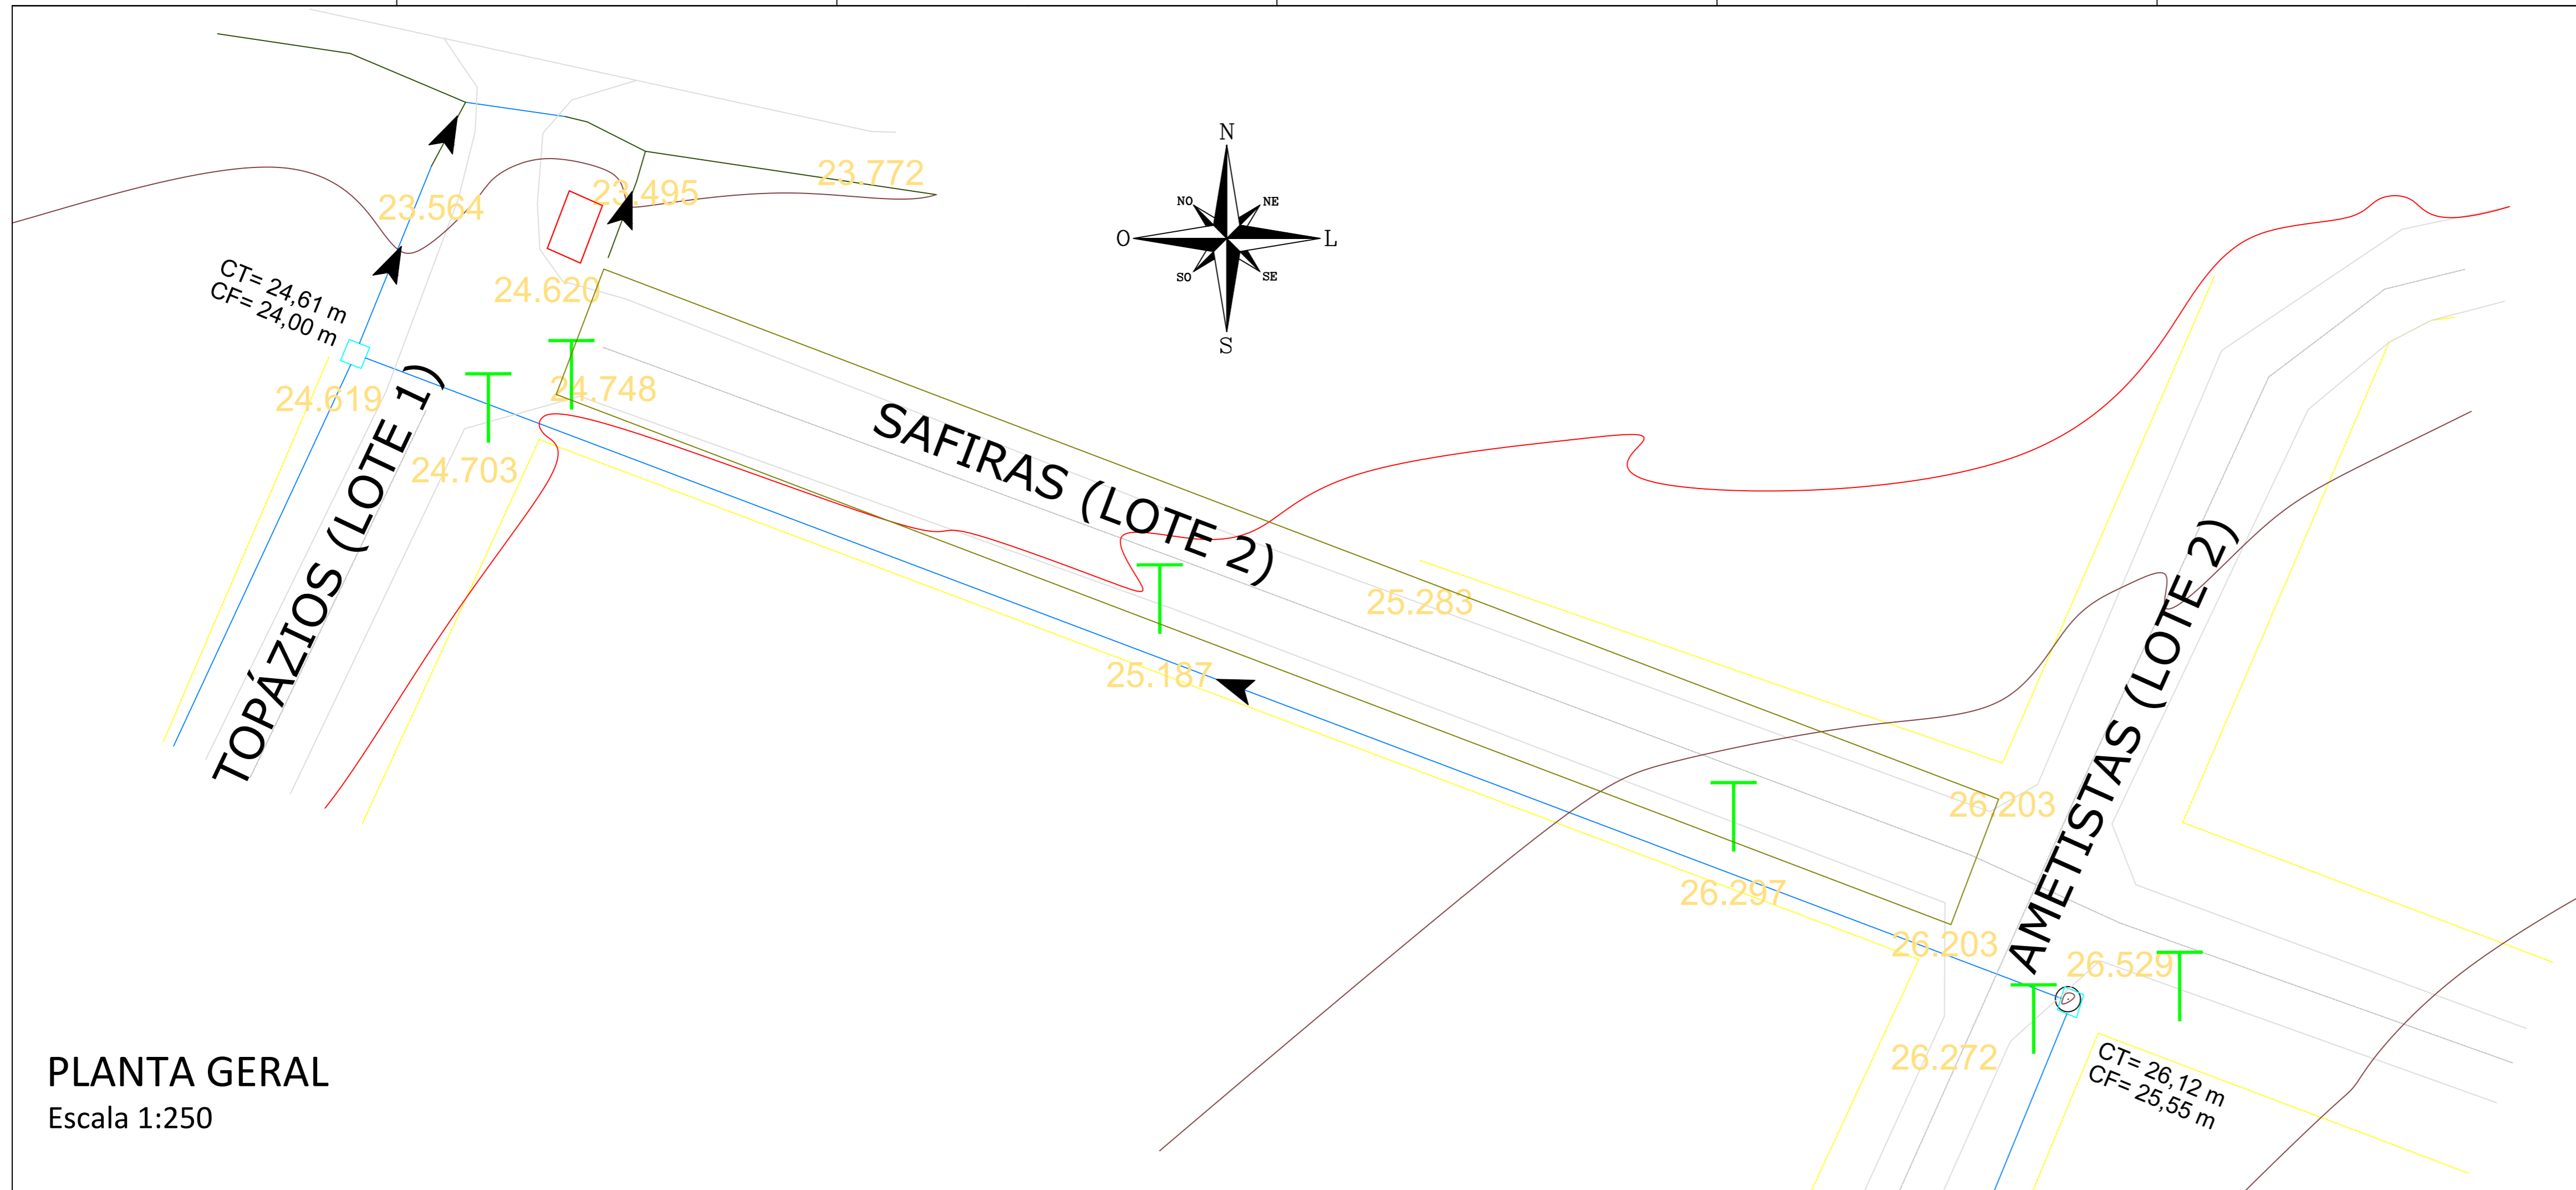 N
NO
NE
O
L
SO
SE
S
23.772
23.495
23.564
CT= 24,61 m
CF= 24,00 m
24.620
24.619
24.748
24.703
TOPÁZIOS (LOTE 1)
SAFIRAS (LOTE 2)
25.283
25.187
AMETISTAS (LOTE 2)
26.203
26.297
26.203
26.529
26.272
CT= 26,12 m
CF= 25,55 m
PLANTA GERAL
Escala 1:250